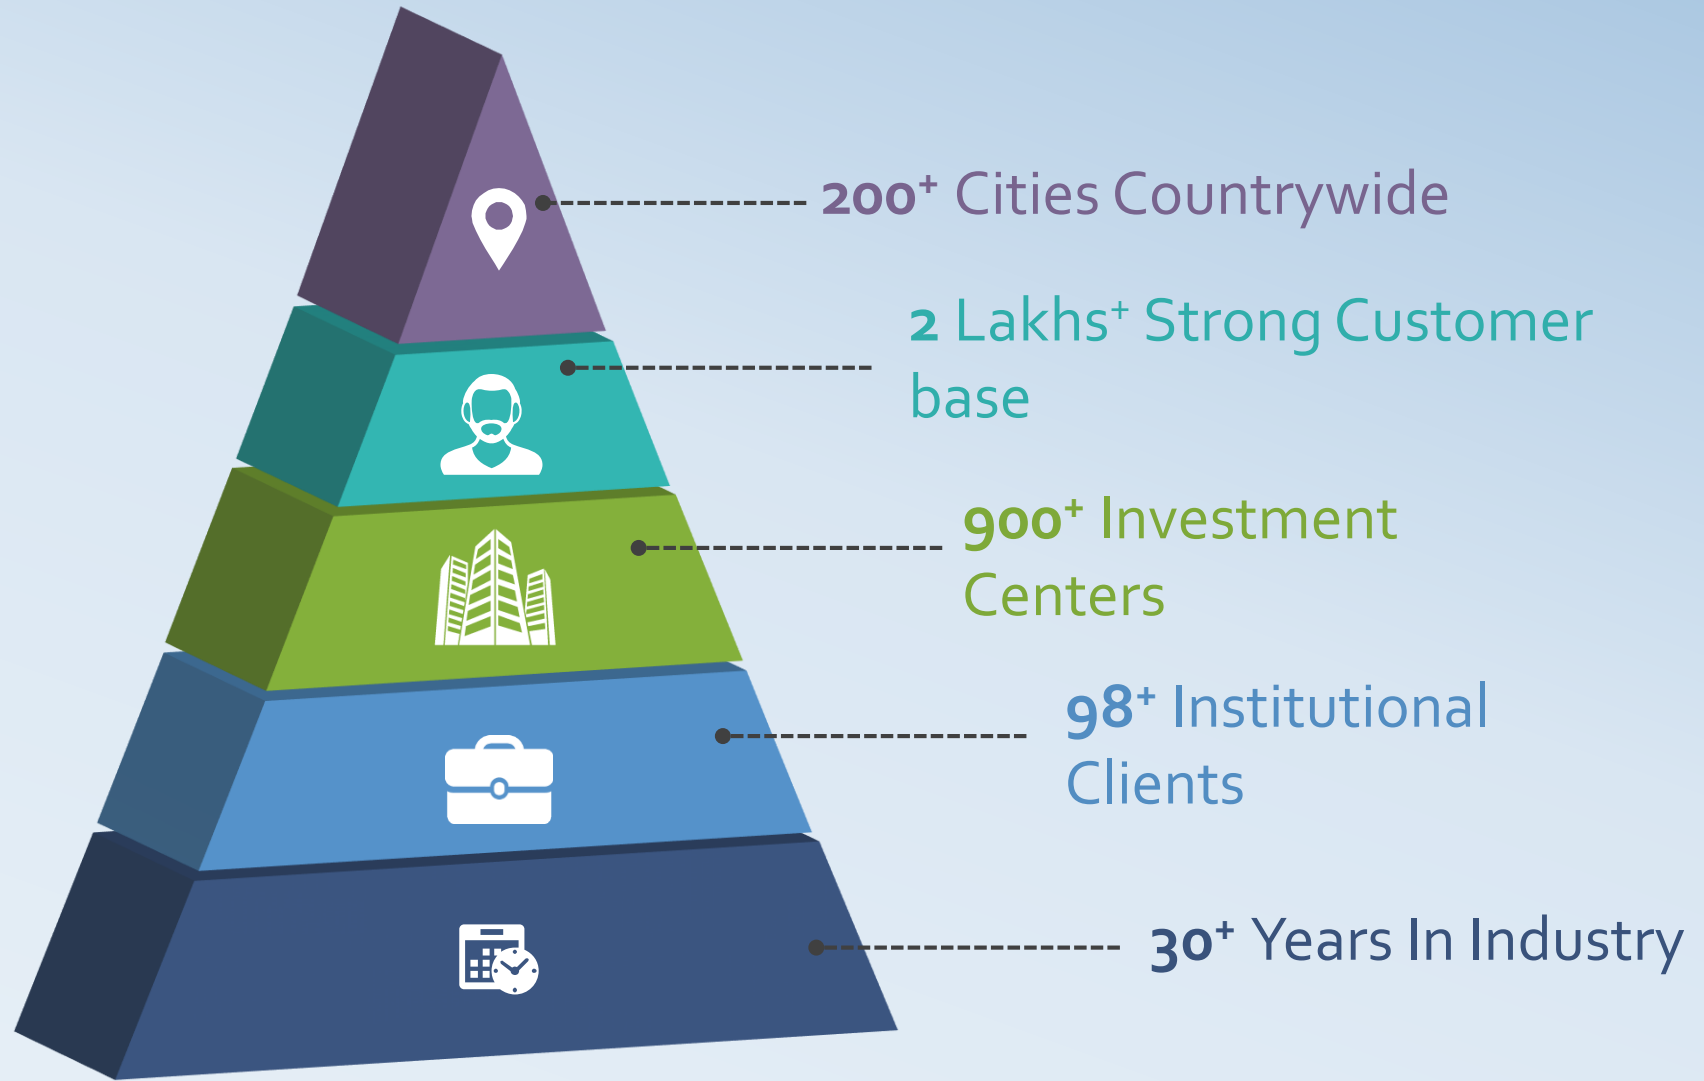 200⁺ Cities Countrywide
2 Lakhs⁺ Strong Customer
base
900⁺ Investment
Centers
98⁺ Institutional
Clients
30⁺ Years In Industry